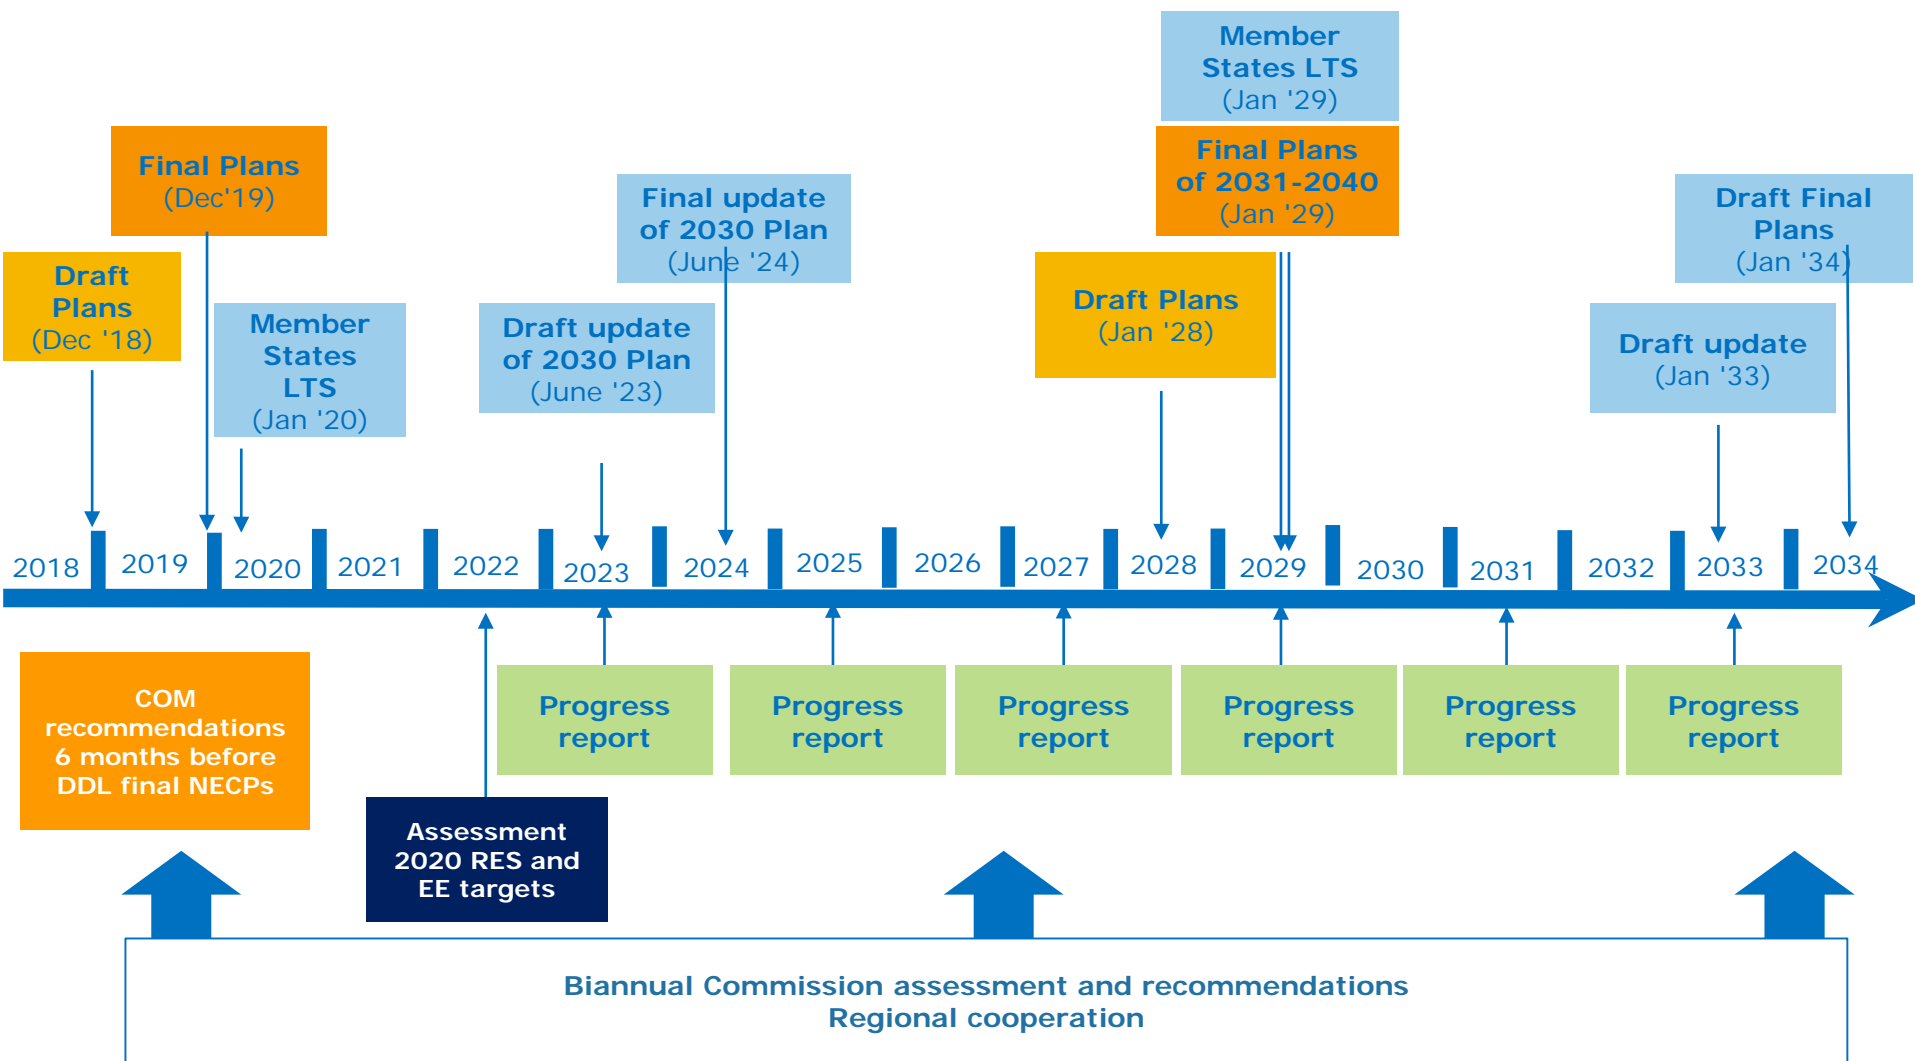 Member
States LTS
(Jan '29)
Final Plans
(Dec'19)
Final Plans
of 2031-2040
(Jan '29)
Final update
of 2030 Plan
(June '24)
Draft Final
Plans
(Jan '34)
Draft
Plans
(Dec '18)
Member
States
LTS
(Jan '20)
Draft update
of 2030 Plan
(June '23)
Draft Plans
(Jan '28)
Draft update
(Jan '33)
2018
2019
2020
2021
2022
2023
2024
2025
2026
2027
2028
2029
2030
2031
2032
2033
2034
COM
recommendations
6 months before
DDL final NECPs
Progress
report
Progress
report
Progress
report
Progress
report
Progress
report
Progress
report
Assessment
2020 RES and
EE targets
Biannual Commission assessment and recommendations
Regional cooperation